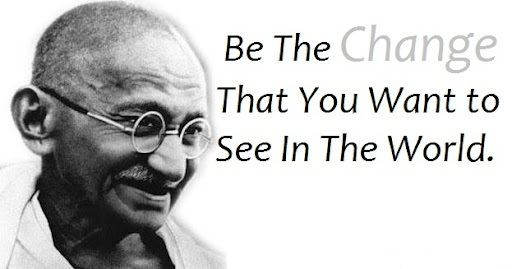 Be The Change
That You Want to
See In The World.